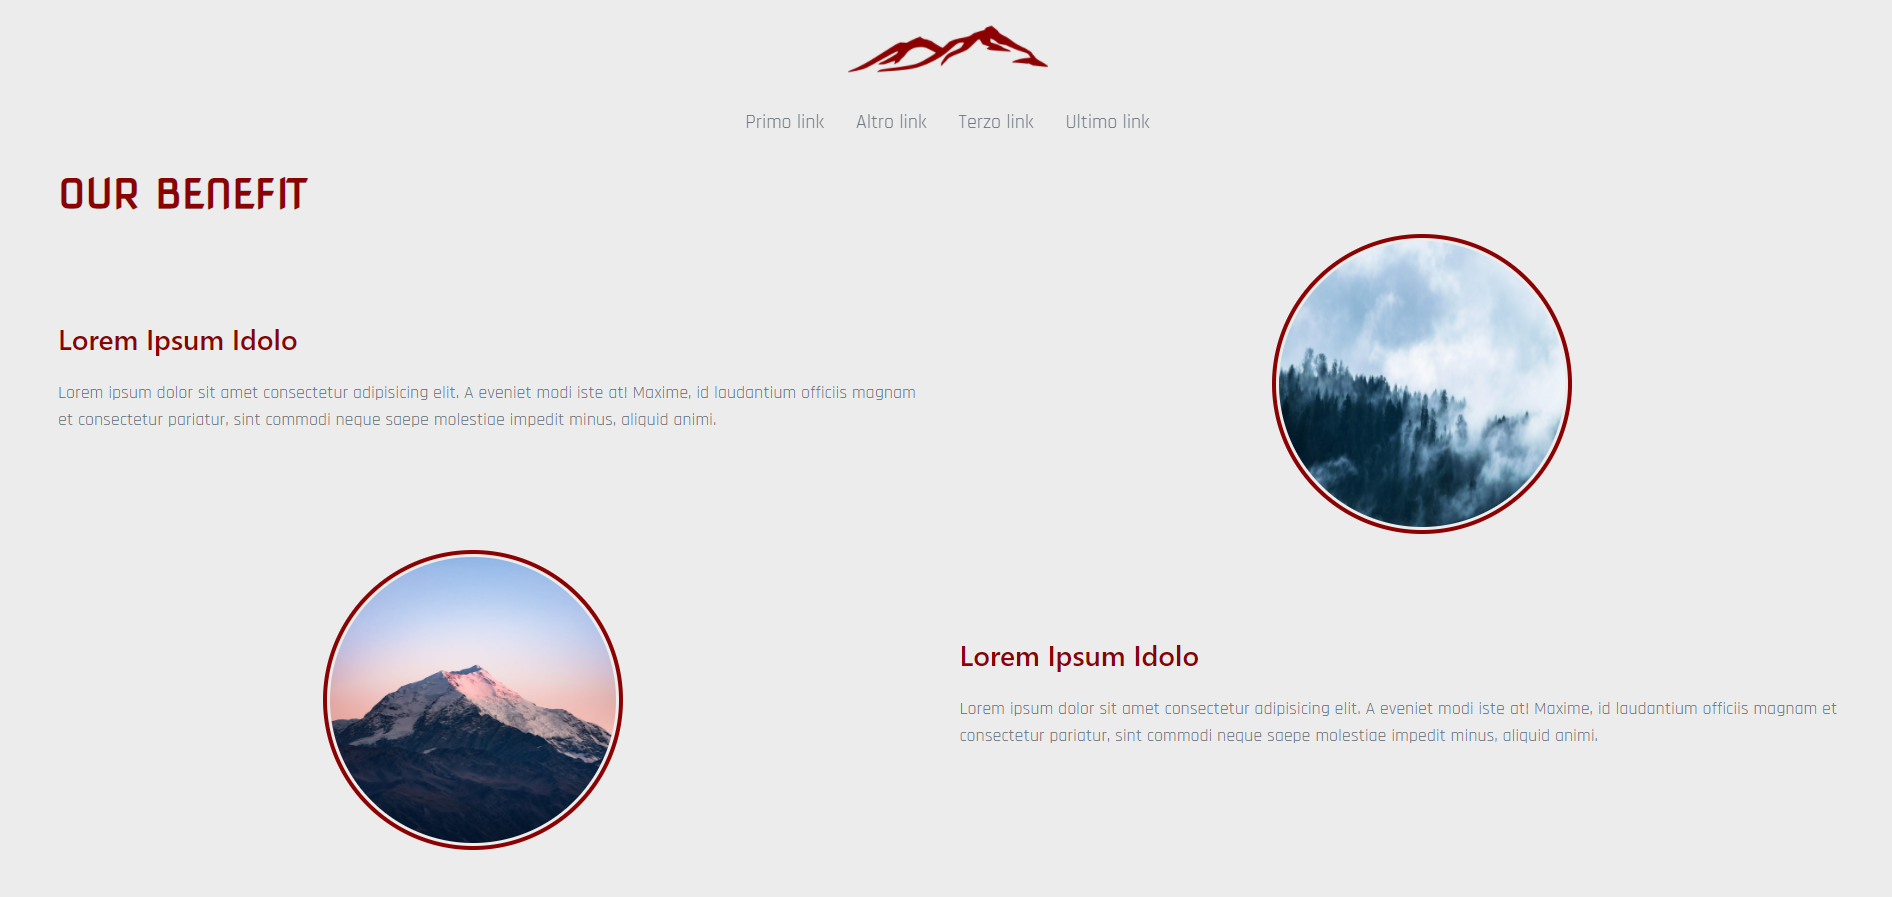 Primo link Altro link Terzo link Ultimo link
OUR BENEFIT
Lorem Ipsum Idolo
Lorem ipsum dolor sit amet consectetur adipisicing elit. A eveniet modi iste at! Maxime, id laudantium officiis magnam
et consectetur pariatur, sint commodi neque saepe molestiae impedit minus, aliquid animi.
Lorem Ipsum Idolo
Lorem ipsum dolor sit amet consectetur adipisicing elit. A eveniet modi iste at! Maxime, id laudantium officiis magnam et
consectetur pariatur, sint commodi neque saepe molestiae impedit minus, aliquid animi.